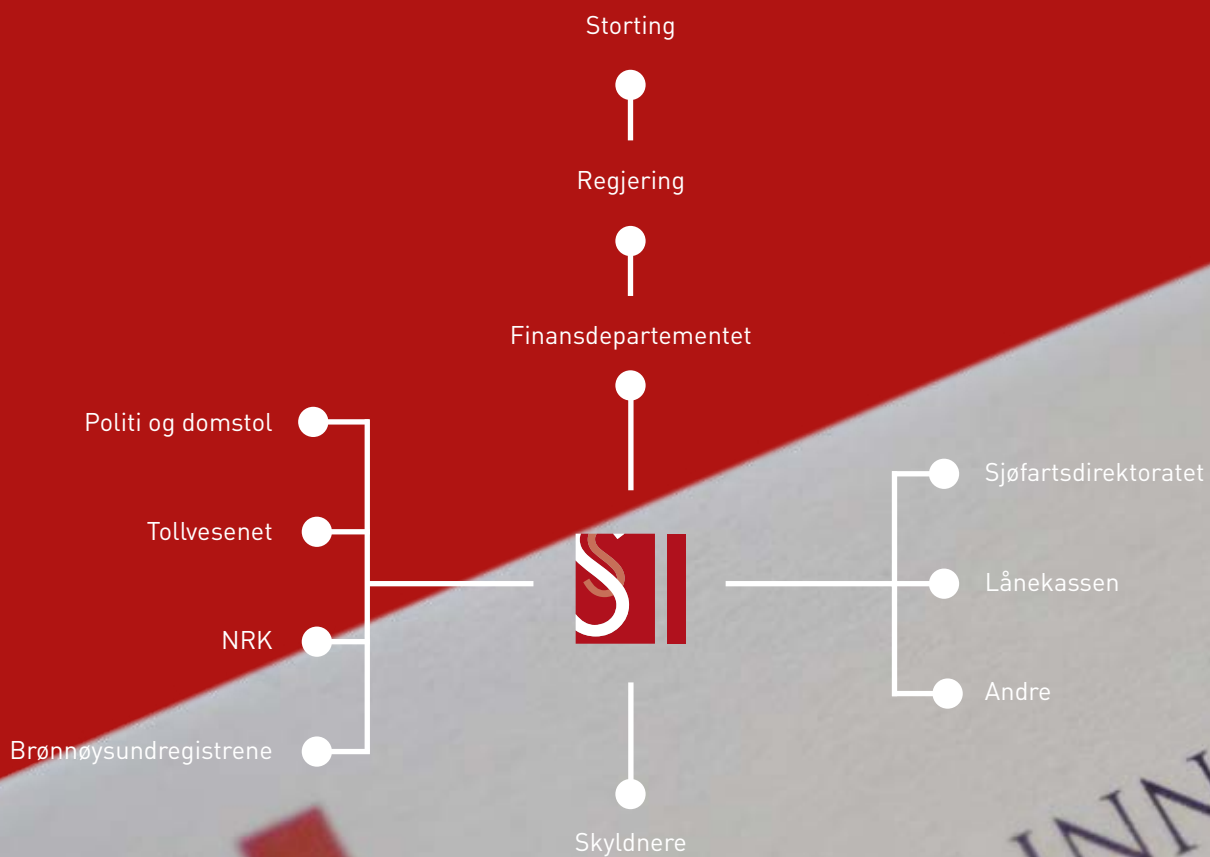 Storting
Regjering
Finansdepartementet
Politi og domstol
Tollvesenet
NRK
Brønnøysundregistrene
Sjøfartsdirektoratet
Lånekassen
Andre
Skyldnere